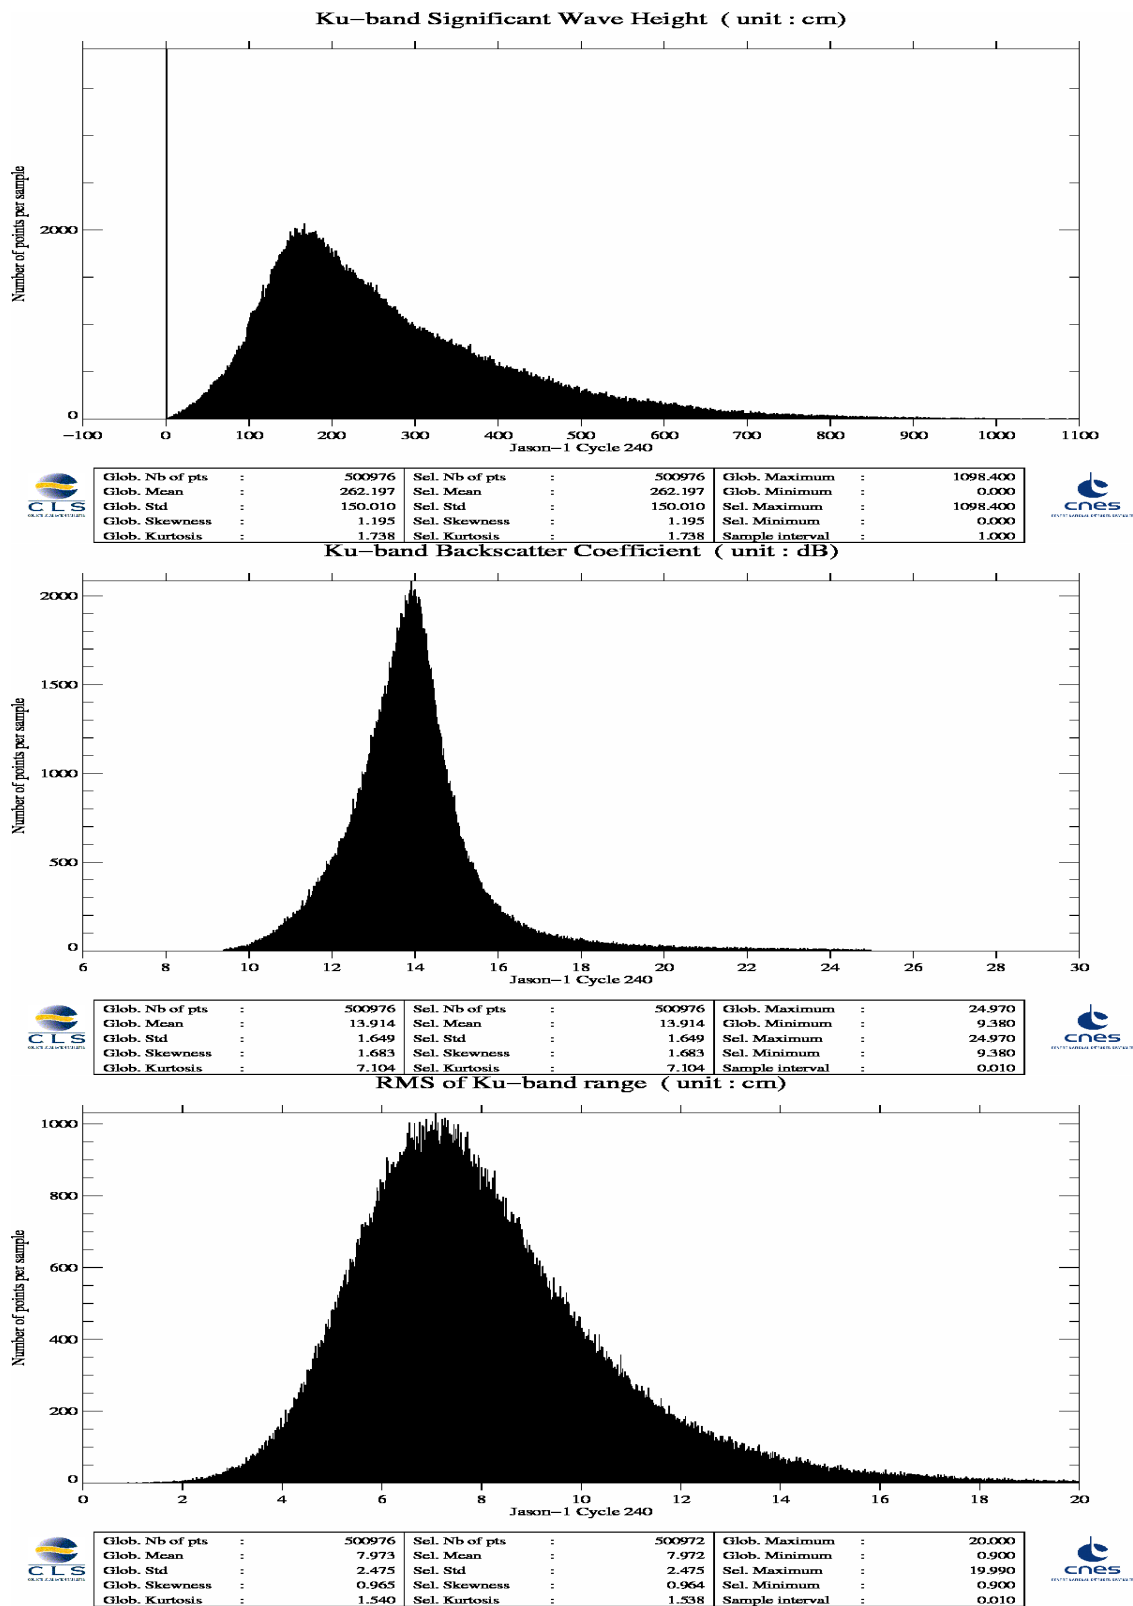 Ku-band Significant Wave Height ( unit : cm)
Number of points per sample
2000
0
-100 0 100 200 300 400 500 600 700 800 900 1000 1100
Jason-1 Cycle 240
CLS
cnes
Glob. Nb of pts : 500976 Sel. Nb of pts : 500976 Glob. Maximum : 1098.400
Glob. Mean : 262.197 Sel. Mean : 262.197 Glob. Minimum : 0.000
Glob. Std : 150.010 Sel. Std : 150.010 Sel. Maximum : 1098.400
Glob. Skewness : 1.195 Sel. Skewness : 1.195 Sel. Minimum : 0.000
Glob. Kurtosis : 1.738 Sel. Kurtosis : 1.738 Sample interval : 1.000
Ku-band Backscatter Coefficient ( unit : dB)
Number of points per sample
2000
1500
1000
500
0
6 8 10 12 14 16 18 20 22 24 26 28 30
Jason-1 Cycle 240
CLS
cnes
Glob. Nb of pts : 500976 Sel. Nb of pts : 500976 Glob. Maximum : 24.970
Glob. Mean : 13.914 Sel. Mean : 13.914 Glob. Minimum : 9.380
Glob. Std : 1.649 Sel. Std : 1.649 Sel. Maximum : 24.970
Glob. Skewness : 1.683 Sel. Skewness : 1.683 Sel. Minimum : 9.380
Glob. Kurtosis : 7.104 Sel. Kurtosis : 7.104 Sample interval : 0.010
RMS of Ku-band range ( unit : cm)
Number of points per sample
1000
800
600
400
200
0
0 2 4 6 8 10 12 14 16 18 20
Jason-1 Cycle 240
CLS
cnes
Glob. Nb of pts : 500976 Sel. Nb of pts : 500972 Glob. Maximum : 20.000
Glob. Mean : 7.973 Sel. Mean : 7.972 Glob. Minimum : 0.900
Glob. Std : 2.475 Sel. Std : 2.475 Sel. Maximum : 19.990
Glob. Skewness : 0.965 Sel. Skewness : 0.964 Sel. Minimum : 0.900
Glob. Kurtosis : 1.540 Sel. Kurtosis : 1.538 Sample interval : 0.010